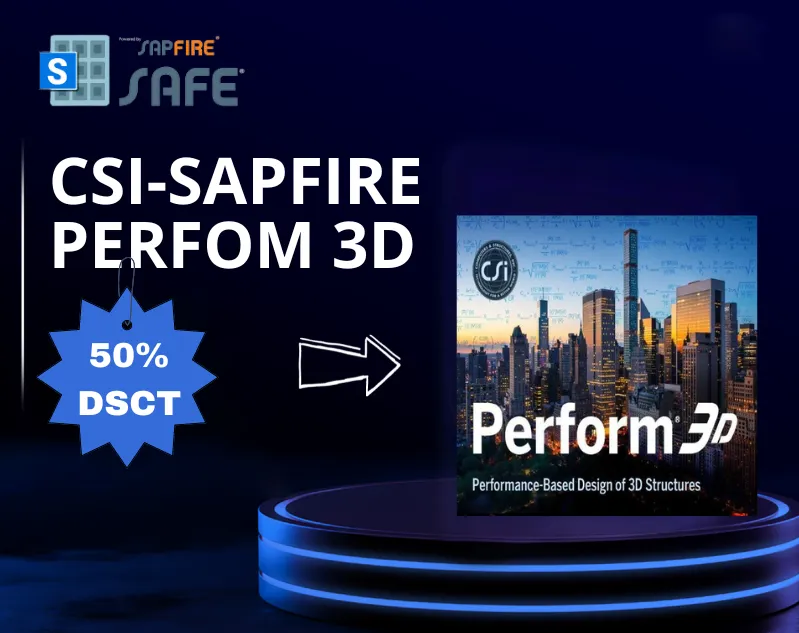 Powered by
SAPFIRE®
S
SAFE®
CSI-SAPFIRE
PERFOM 3D
50%
DSCT
CSi
Perform® 3D
Performance-Based Design of 3D Structures